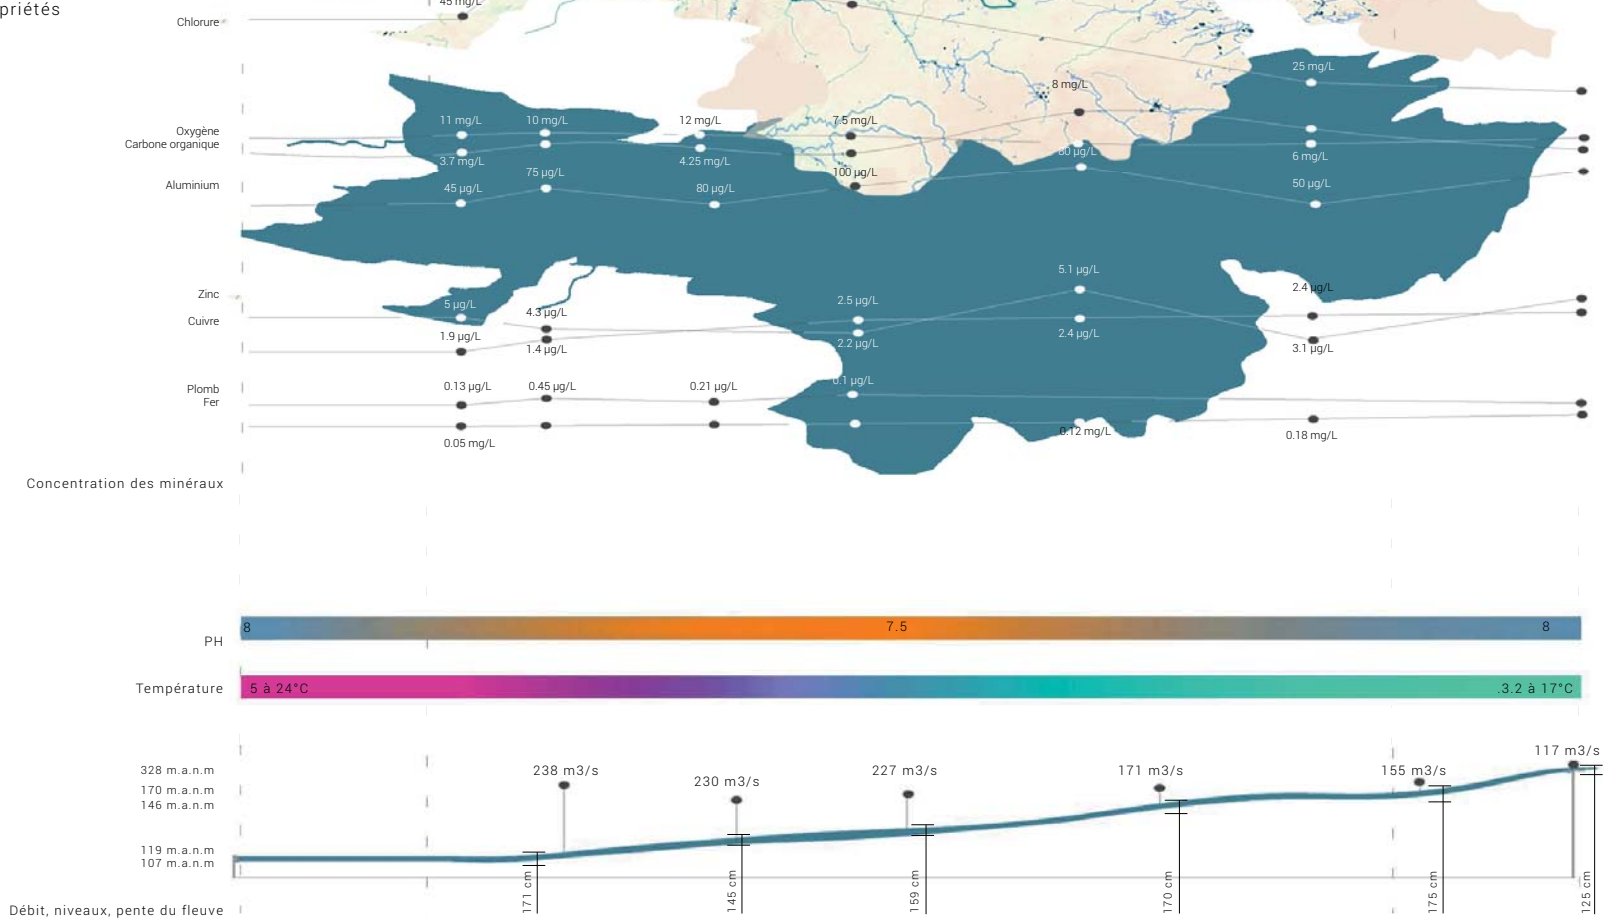 priétés
45 mg/L
Chlorure
25 mg/L
8 mg/L
11 mg/L
10 mg/L
12 mg/L
7.5 mg/L
Oxygène
Carbone organique
3.7 mg/L
4.25 mg/L
80 µg/L
6 mg/L
75 µg/L
100 µg/L
Aluminium
45 µg/L
80 µg/L
50 µg/L
5.1 µg/L
Zinc
5 µg/L
2.5 µg/L
2.4 µg/L
4.3 µg/L
Cuivre
1.9 µg/L
1.4 µg/L
2.2 µg/L
2.4 µg/L
3.1 µg/L
Plomb
0.13 µg/L
0.45 µg/L
0.21 µg/L
0.1 µg/L
Fer
0.05 mg/L
0.12 mg/L
0.18 mg/L
Concentration des minéraux
8
7.5
8
PH
Température
5 à 24°C
.3.2 à 17°C
117 m3/s
328 m.a.n.m
238 m3/s
230 m3/s
227 m3/s
171 m3/s
155 m3/s
170 m.a.n.m
146 m.a.n.m
119 m.a.n.m
107 m.a.n.m
171 cm
145 cm
159 cm
170 cm
175 cm
125 cm
Débit, niveaux, pente du fleuve